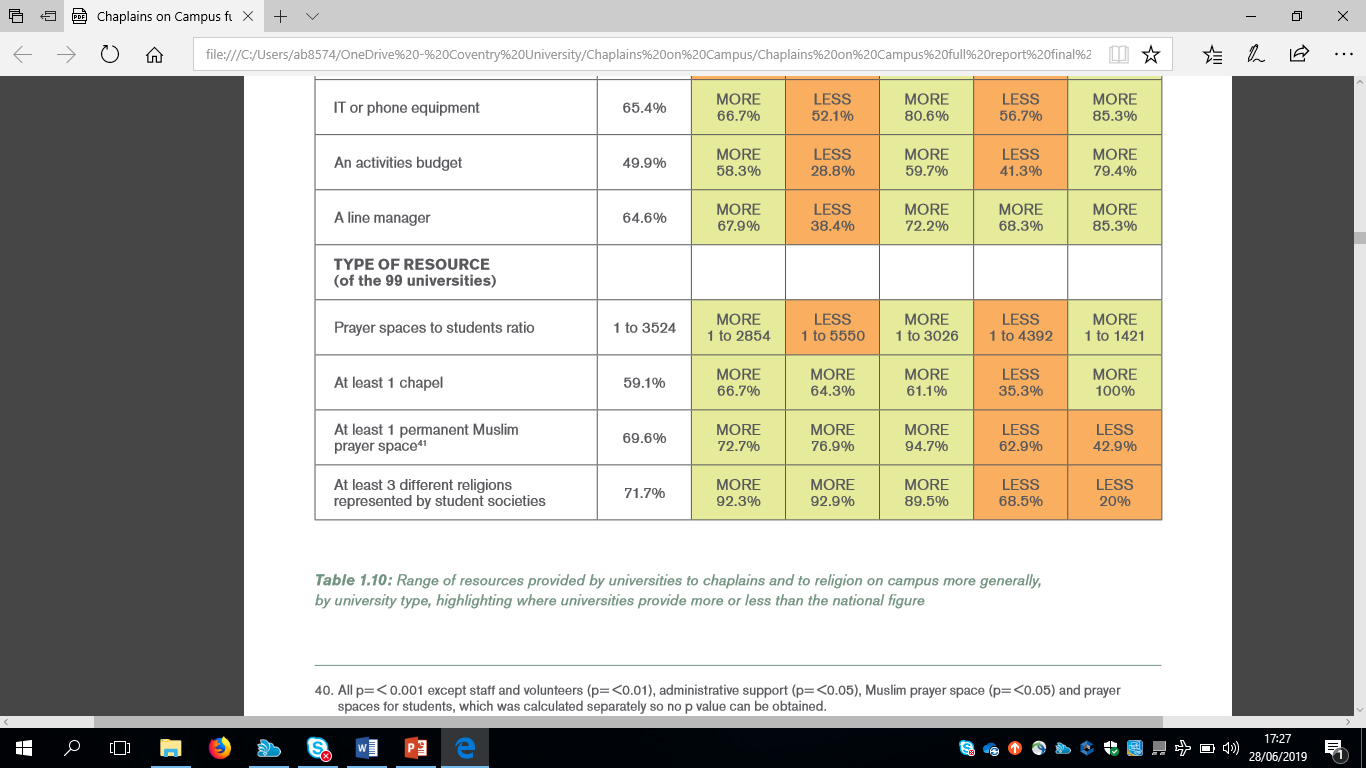 Chaplains on Campus fu
file:///C:/Users/ab8574/OneDrive%20-%20Coventry%20University/Chaplains%20on%20Campus/Chaplains%20on%20Campus%20full%20report%20final%2
IT or phone equipment 65.4% MORE 66.7% LESS 52.1% MORE 80.6% LESS 56.7% MORE 85.3%
An activities budget 49.9% MORE 58.3% LESS 28.8% MORE 59.7% LESS 41.3% MORE 79.4%
A line manager 64.6% MORE 67.9% LESS 38.4% MORE 72.2% MORE 68.3% MORE 85.3%
TYPE OF RESOURCE
(of the 99 universities)
Prayer spaces to students ratio 1 to 3524 MORE 1 to 2854 LESS 1 to 5550 MORE 1 to 3026 LESS 1 to 4392 MORE 1 to 1421
At least 1 chapel 59.1% MORE 66.7% MORE 64.3% MORE 61.1% LESS 35.3% MORE 100%
At least 1 permanent Muslim
prayer space⁴¹ 69.6% MORE 72.7% MORE 76.9% MORE 94.7% LESS 62.9% LESS 42.9%
At least 3 different religions
represented by student societies 71.7% MORE 92.3% MORE 92.9% MORE 89.5% LESS 68.5% LESS 20%
Table 1.10: Range of resources provided by universities to chaplains and to religion on campus more generally,
by university type, highlighting where universities provide more or less than the national figure
40. All p=<0.001 except staff and volunteers (p=<0.01), administrative support (p=<0.05), Muslim prayer space (p=<0.05) and prayer
spaces for students, which was calculated separately so no p value can be obtained.
17:27
28/06/2019